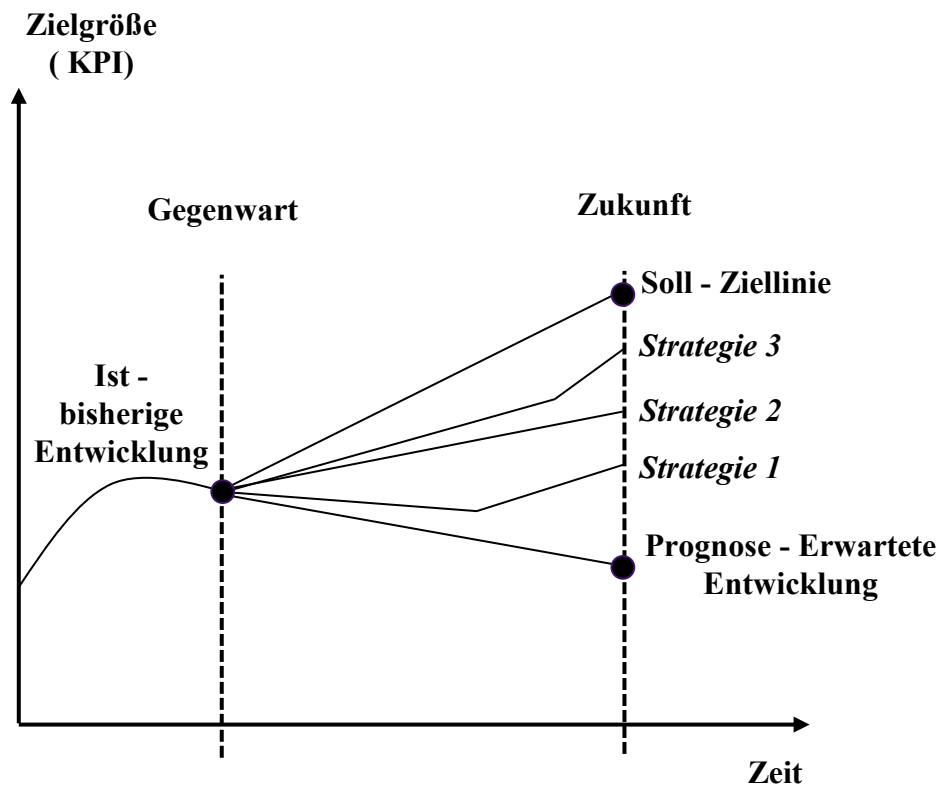 Zielgröße
( KPI)
Gegenwart
Zukunft
Soll - Ziellinie
Strategie 3
Ist -
bisherige
Entwicklung
Strategie 2
Strategie 1
Prognose - Erwartete
Entwicklung
Zeit